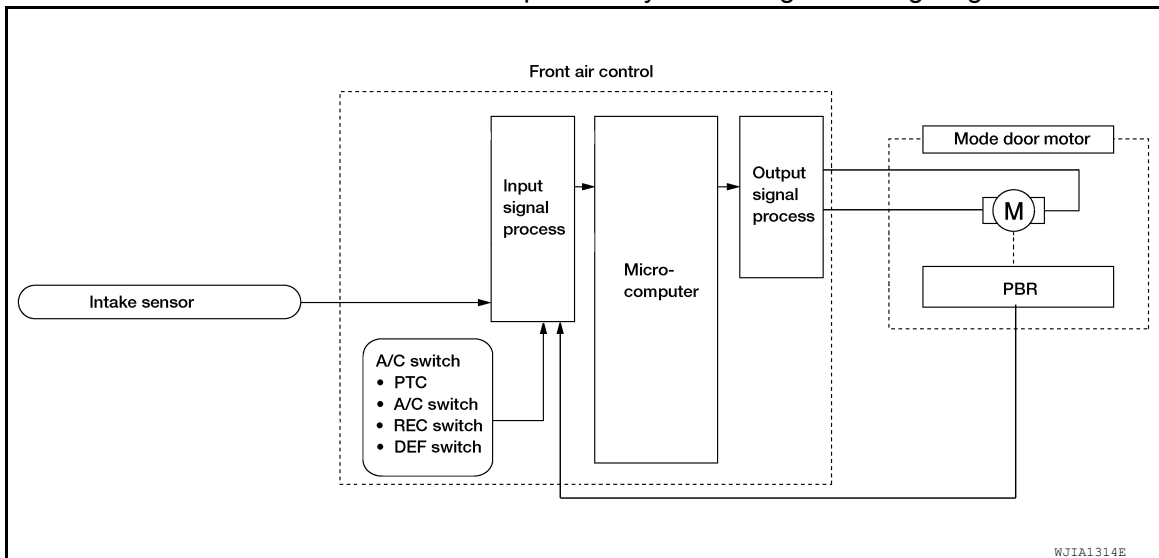 Front air control
Mode door motor
Input
signal
process
Output
signal
process
M
Micro-
computer
PBR
Intake sensor
A/C switch
• PTC
• A/C switch
• REC switch
• DEF switch
WJIA1314E